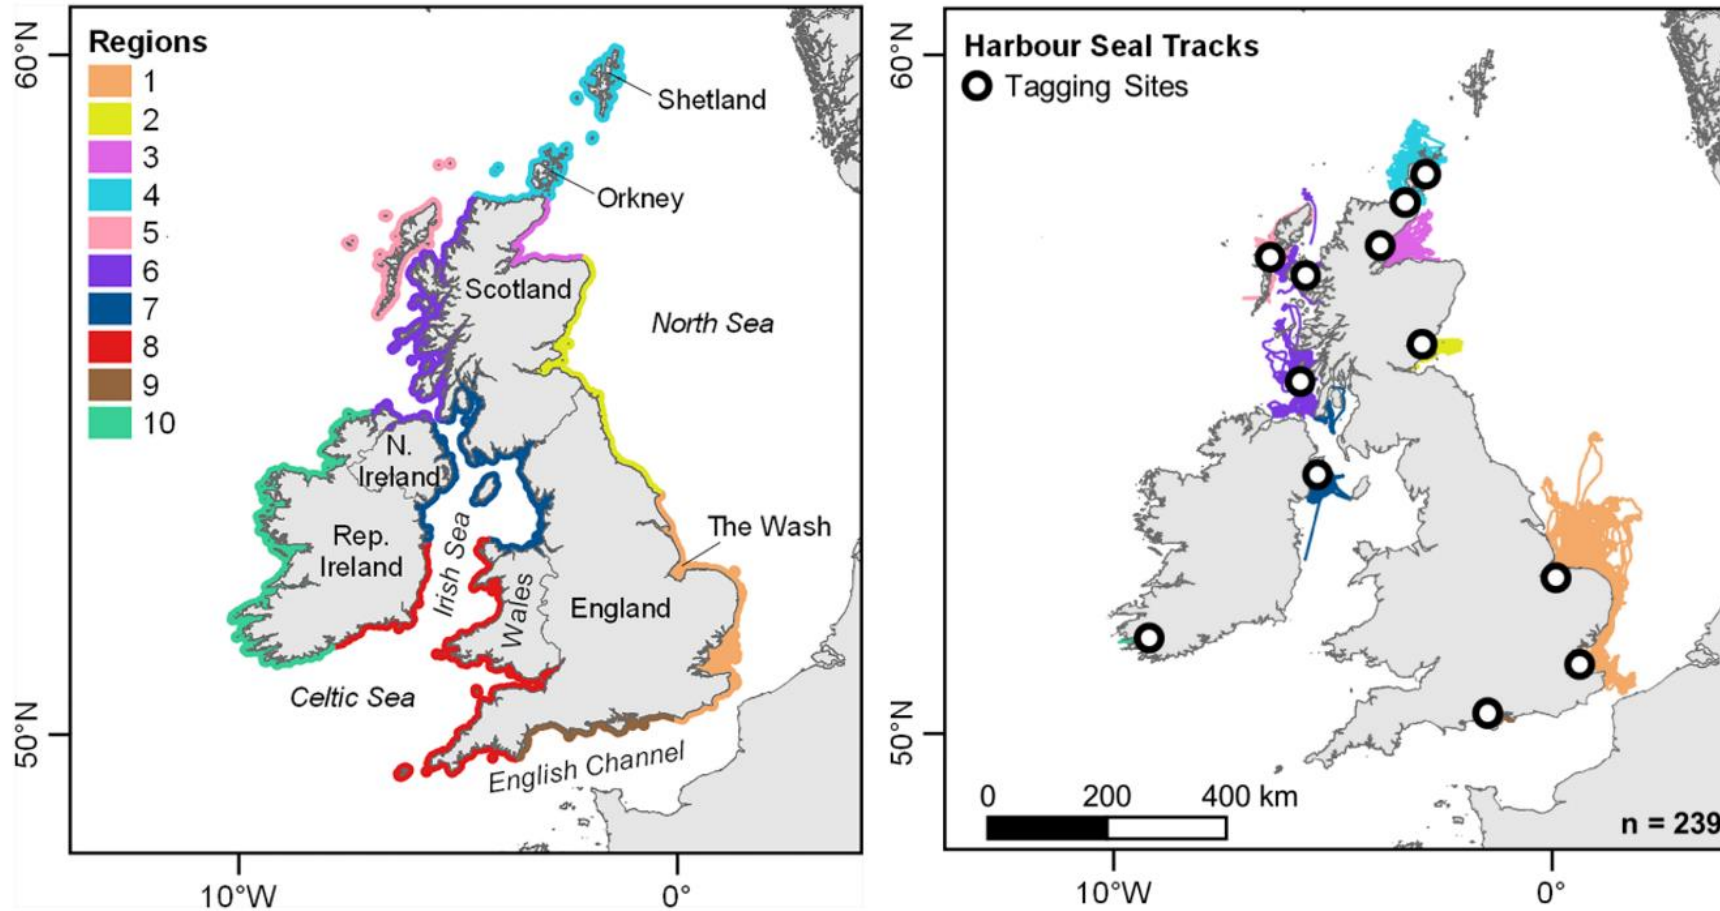 Regions
1
2
3
4
5
6
7
8
9
10
60°N
50°N
10°W
0°
Shetland
Orkney
Scotland
North Sea
N.
Ireland
Rep.
Ireland
Irish Sea
The Wash
Wales
England
Celtic Sea
English Channel
60°N
50°N
Harbour Seal Tracks
Tagging Sites
0 200 400 km
n = 239
10°W
0°